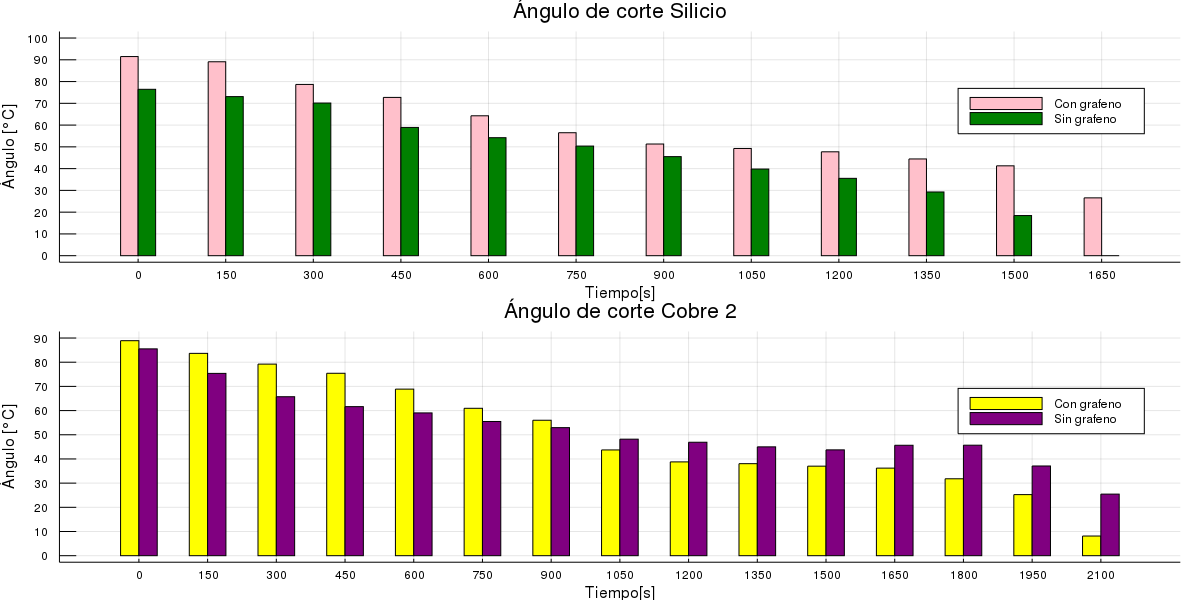 Ángulo de corte Silicio
Ángulo [°C]
100
90
80
70
60
50
40
30
20
10
0
Con grafeno
Sin grafeno
0 150 300 450 600 750 900 1050 1200 1350 1500 1650
Tiempo[s]
Ángulo de corte Cobre 2
Ángulo [°C]
90
80
70
60
50
40
30
20
10
0
Con grafeno
Sin grafeno
0 150 300 450 600 750 900 1050 1200 1350 1500 1650 1800 1950 2100
Tiempo[s]